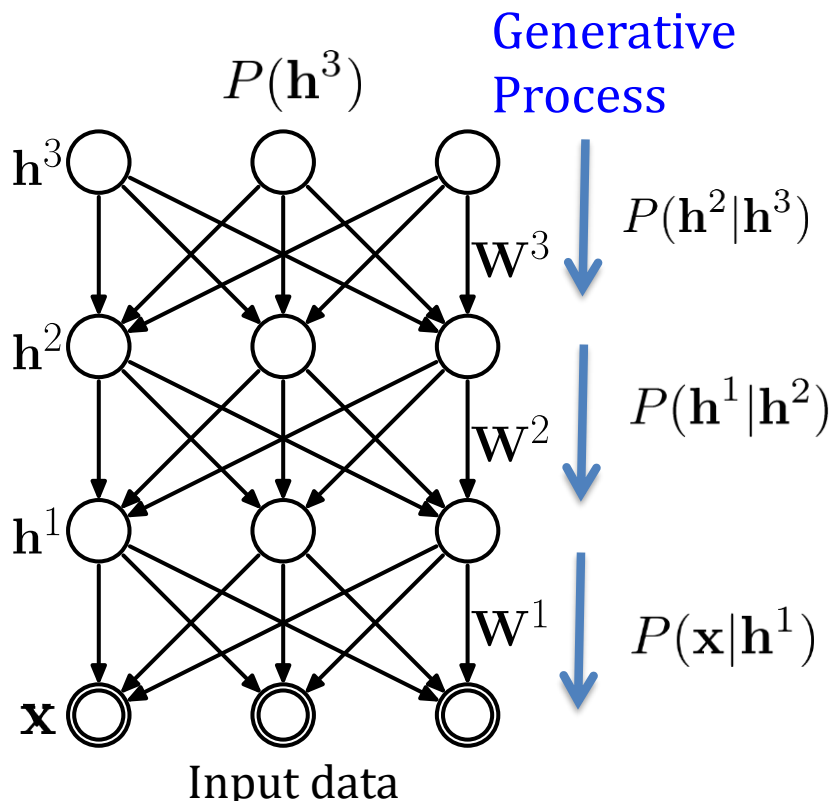 Generative
Process
P(𝐡³)
𝐡³
P(𝐡²|𝐡³)
𝐖³
𝐡²
P(𝐡¹|𝐡²)
𝐖²
𝐡¹
𝐖¹
P(𝐱|𝐡¹)
𝐱
Input data